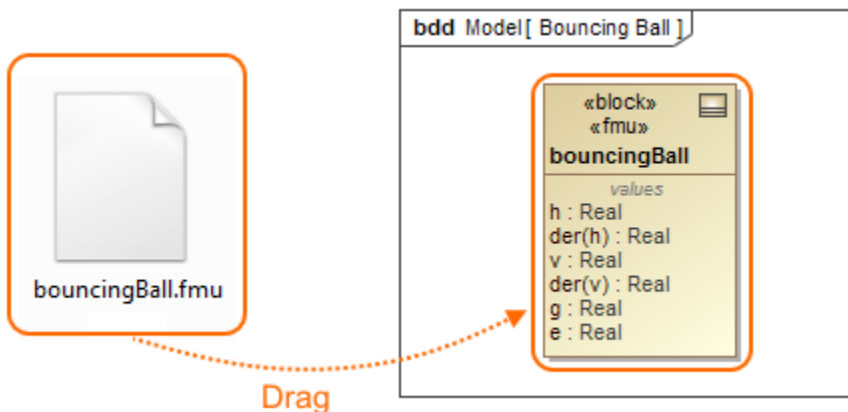 bdd Model[ Bouncing Ball ]
«block»
«fmu»
bouncingBall
values
h : Real
der(h) : Real
v : Real
der(v) : Real
g : Real
e : Real
bouncingBall.fmu
Drag